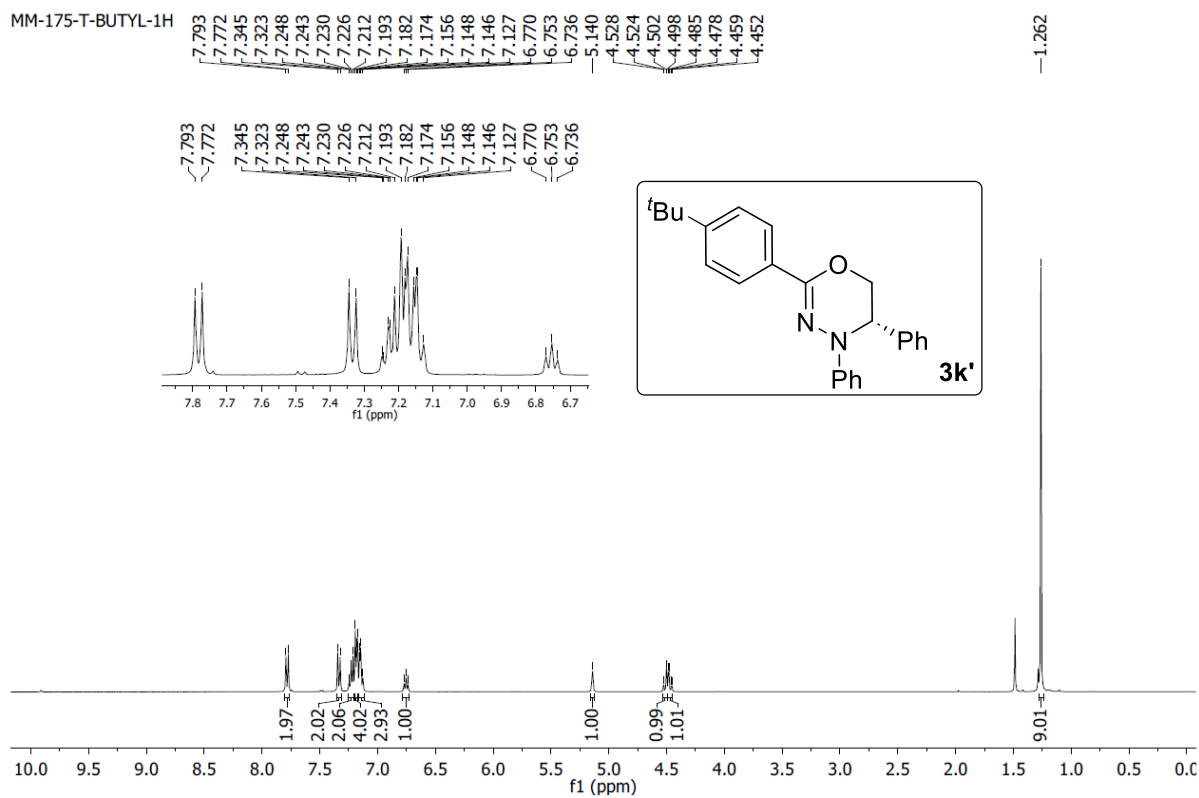 MM-175-T-BUTYL-1H
7.793 7.772 7.345 7.323 7.248 7.243 7.230 7.226 7.212 7.193 7.182 7.174 7.156 7.148 7.146 7.127 6.770 6.753 6.736 5.140 4.528 4.524 4.502 4.498 4.485 4.478 4.459 4.452 1.262
7.793 7.772 7.345 7.323 7.248 7.243 7.230 7.226 7.212 7.193 7.182 7.174 7.156 7.148 7.146 7.127 6.770 6.753 6.736
tBu
O
N
N
Ph
Ph
3k'
7.8 7.7 7.6 7.5 7.4 7.3 7.2 7.1 7.0 6.9 6.8 6.7
f1 (ppm)
1.97 2.02 2.06 4.02 2.93 1.00 1.00 0.99 1.01 9.01
10.0 9.5 9.0 8.5 8.0 7.5 7.0 6.5 6.0 5.5 5.0 4.5 4.0 3.5 3.0 2.5 2.0 1.5 1.0 0.5 0.0
f1 (ppm)